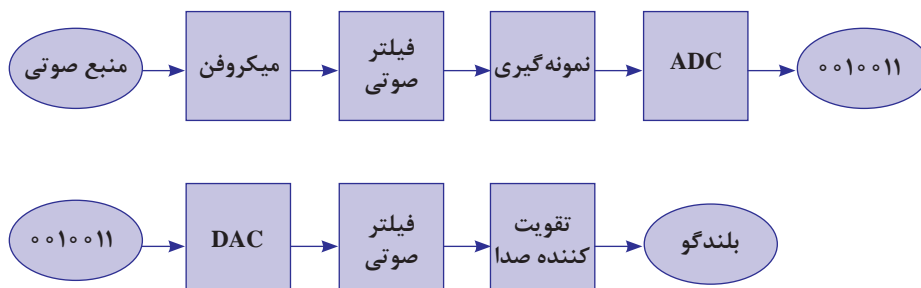 منبع صوتی
میکروفن
فیلتر
صوتی
نمونه‌گیری
ADC
۰۰۱۰۰۱۱
۰۰۱۰۰۱۱
DAC
فیلتر
صوتی
تقویت
کننده صدا
بلندگو